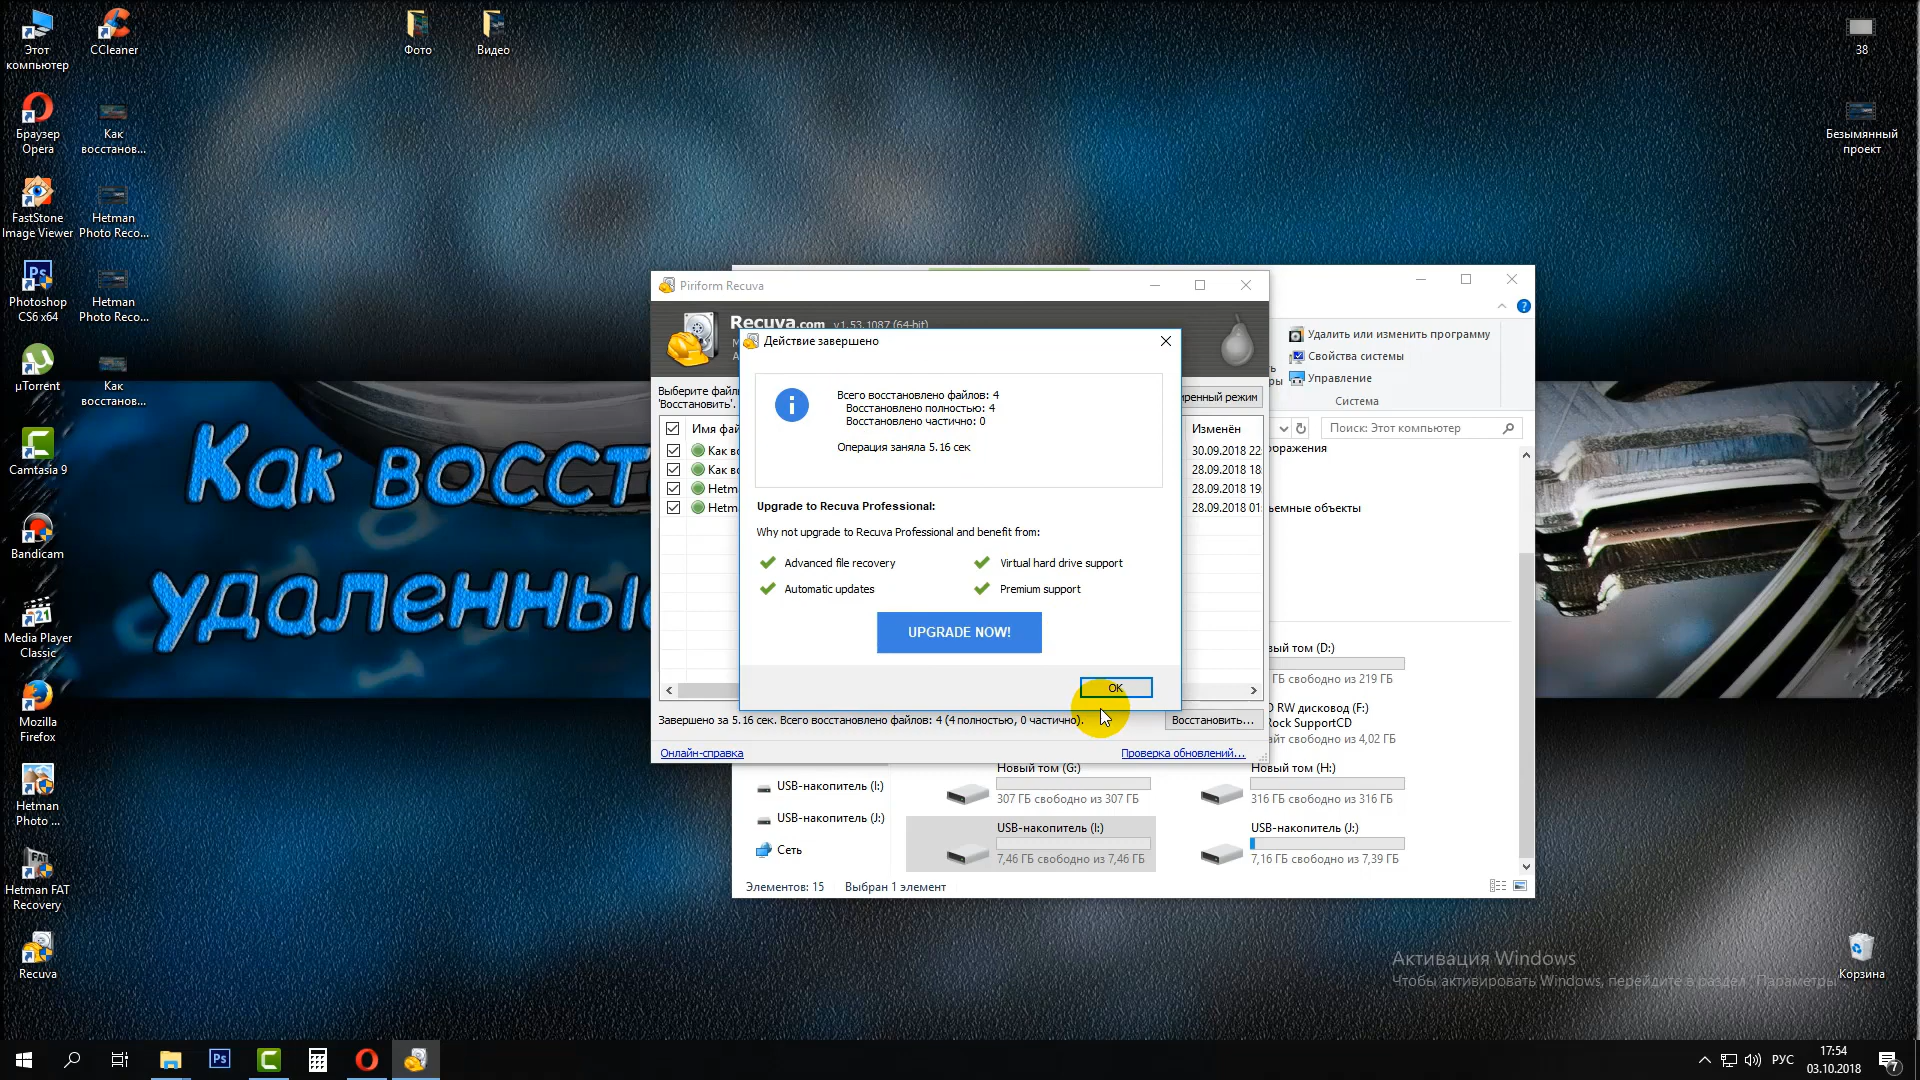 Этот
компьютер
CCleaner
Фото
Видео
38
Браузер
Opera
Как
восстанов...
Безымянный
проект
FastStone
Image Viewer
Hetman
Photo Reco...
Photoshop
CS6 x64
Hetman
Photo Reco...
µTorrent
Как
восстанов...
Camtasia 9
Bandicam
Media Player
Classic
Mozilla
Firefox
Hetman
Photo ...
Hetman FAT
Recovery
Recuva
Как восст
удаленны
Piriform Recuva
Recuva.com v1.53.1087 (64-bit)
Выберите файл
'Восстановить'.
иренный режим
Имя фай
Изменён
Как во
30.09.2018 22
Как во
28.09.2018 18:
Hetm
28.09.2018 19
Hetm
28.09.2018 01:
Действие завершено
Всего восстановлено файлов: 4
Восстановлено полностью: 4
Восстановлено частично: 0
Операция заняла 5.16 сек
Upgrade to Recuva Professional:
Why not upgrade to Recuva Professional and benefit from:
Advanced file recovery
Virtual hard drive support
Automatic updates
Premium support
UPGRADE NOW!
OK
Завершено за 5.16 сек. Всего восстановлено файлов: 4 (4 полностью, 0 частично).
Восстановить...
Онлайн-справка
Проверка обновлений...
Удалить или изменить программу
Свойства системы
Управление
Система
Поиск: Этот компьютер
ображения
ъемные объекты
вый том (D:)
ГБ свободно из 219 ГБ
D RW дисковод (F:)
Rock SupportCD
айт свободно из 4,02 ГБ
USB-накопитель (I:)
USB-накопитель (J:)
Сеть
Новый том (G:)
307 ГБ свободно из 307 ГБ
Новый том (H:)
316 ГБ свободно из 316 ГБ
USB-накопитель (I:)
7,46 ГБ свободно из 7,46 ГБ
USB-накопитель (J:)
7,16 ГБ свободно из 7,39 ГБ
Элементов: 15
Выбран 1 элемент
Активация Windows
Чтобы активировать Windows, перейдите в раздел "Параметры".
Корзина
РУС
17:54
03.10.2018
7